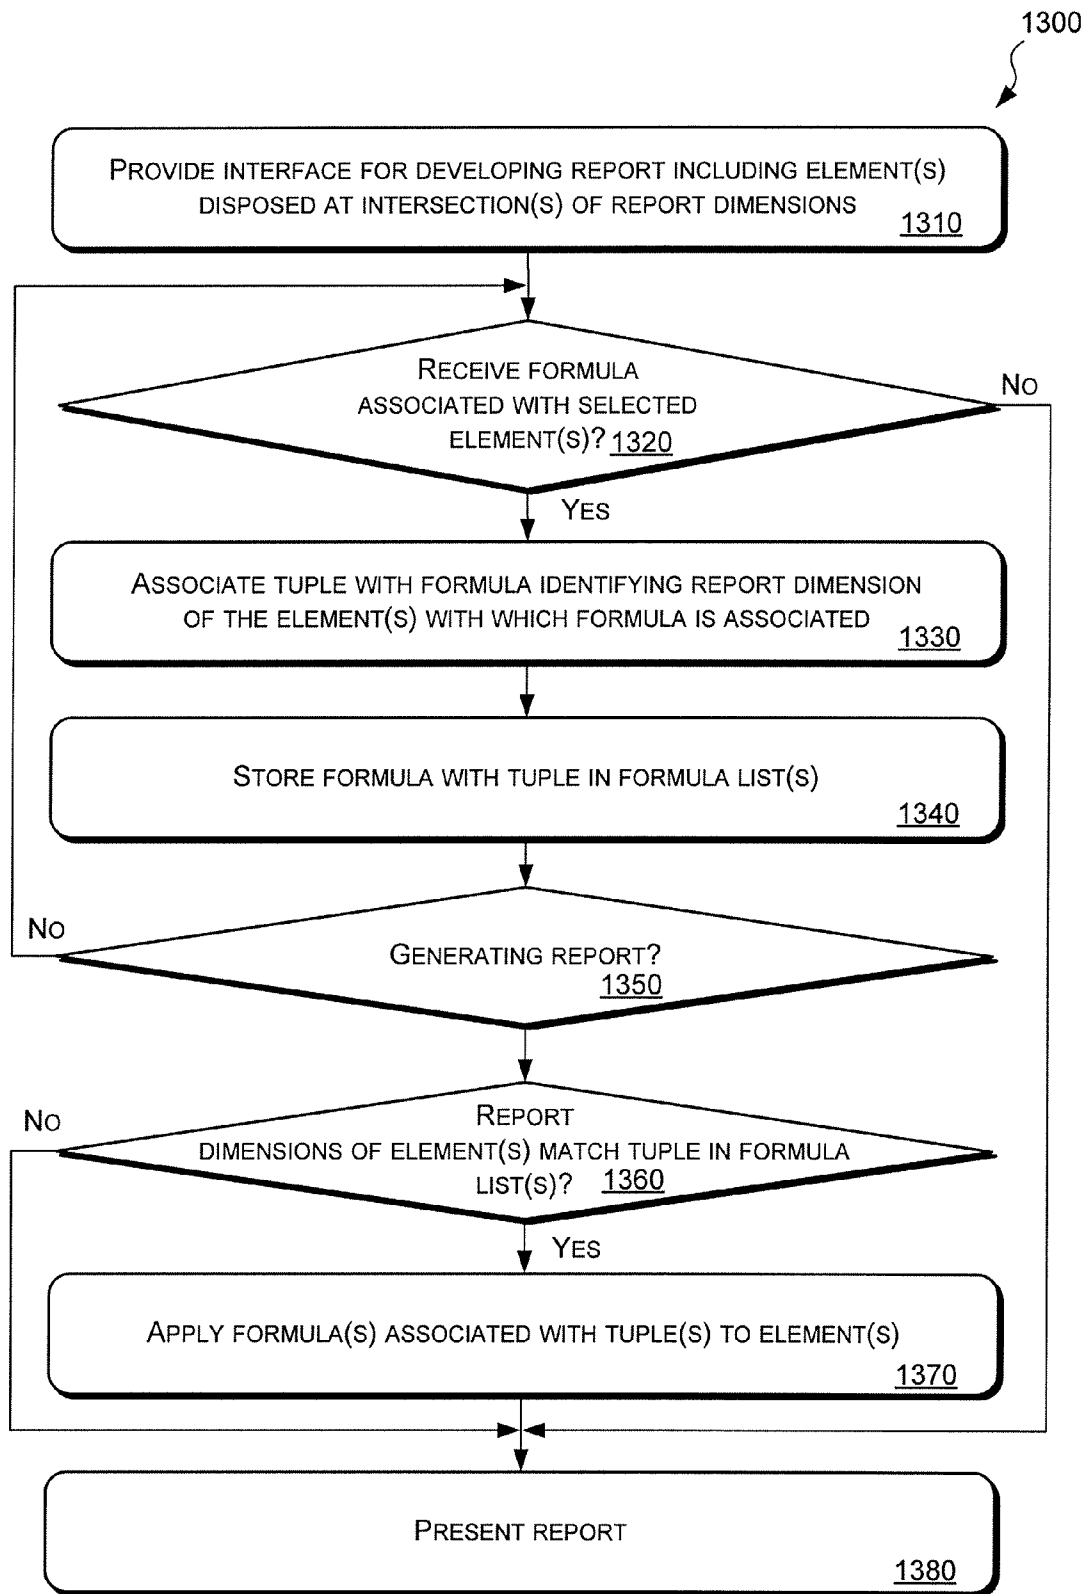 1300
PROVIDE INTERFACE FOR DEVELOPING REPORT INCLUDING ELEMENT(S)
DISPOSED AT INTERSECTION(S) OF REPORT DIMENSIONS
1310
RECEIVE FORMULA
ASSOCIATED WITH SELECTED
ELEMENT(S)? 1320
NO
YES
ASSOCIATE TUPLE WITH FORMULA IDENTIFYING REPORT DIMENSION
OF THE ELEMENT(S) WITH WHICH FORMULA IS ASSOCIATED
1330
STORE FORMULA WITH TUPLE IN FORMULA LIST(S)
1340
NO
GENERATING REPORT?
1350
NO
REPORT
DIMENSIONS OF ELEMENT(S) MATCH TUPLE IN FORMULA
LIST(S)? 1360
YES
APPLY FORMULA(S) ASSOCIATED WITH TUPLE(S) TO ELEMENT(S)
1370
PRESENT REPORT
1380